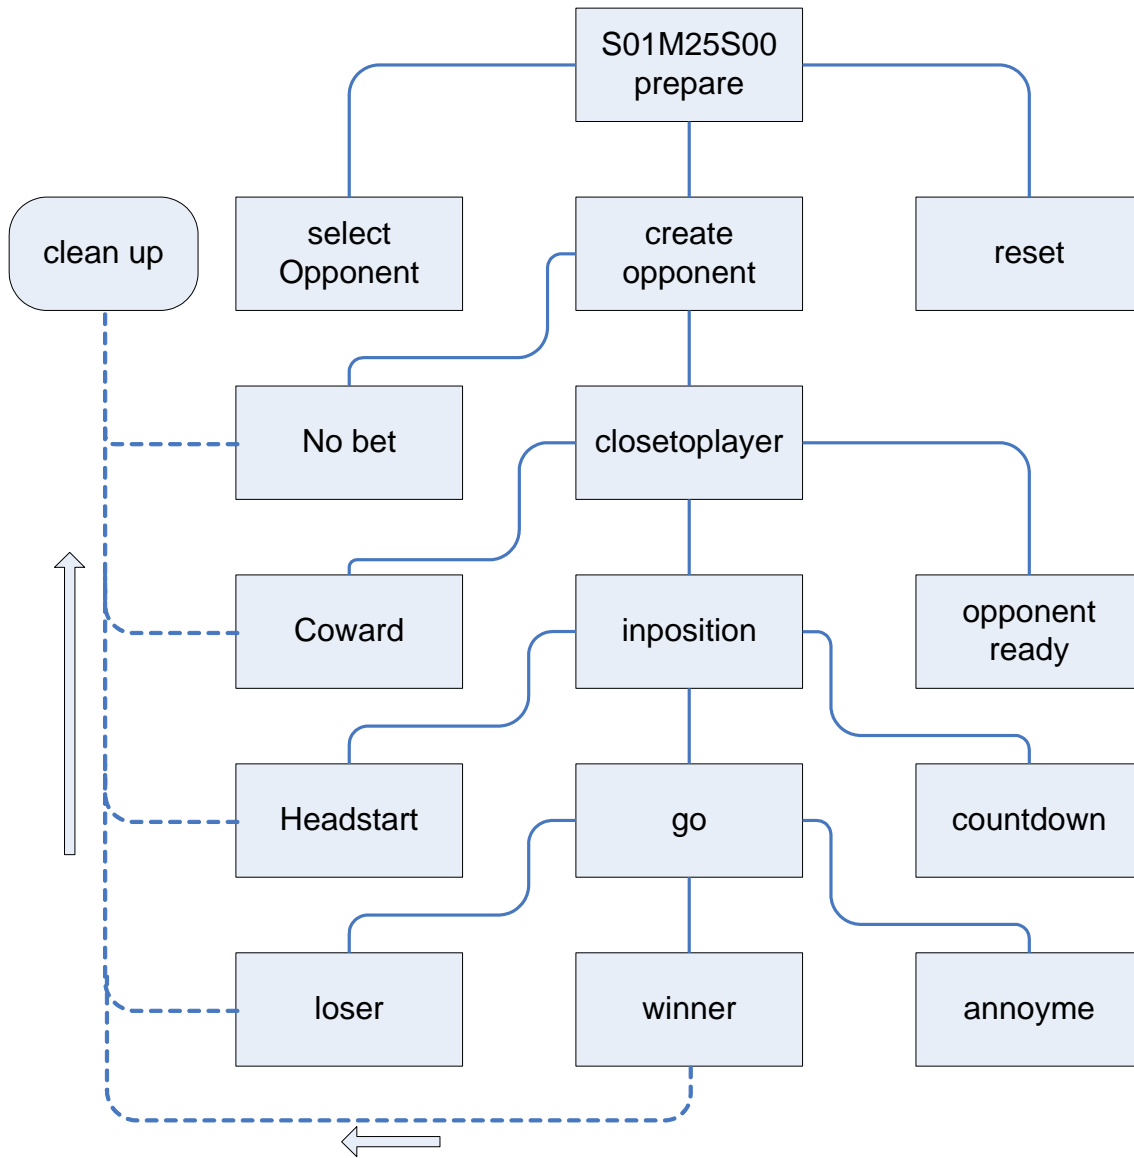 S01M25S00
prepare
clean up
select
Opponent
create
opponent
reset
No bet
closetoplayer
Coward
inposition
opponent
ready
Headstart
go
countdown
loser
winner
annoyme